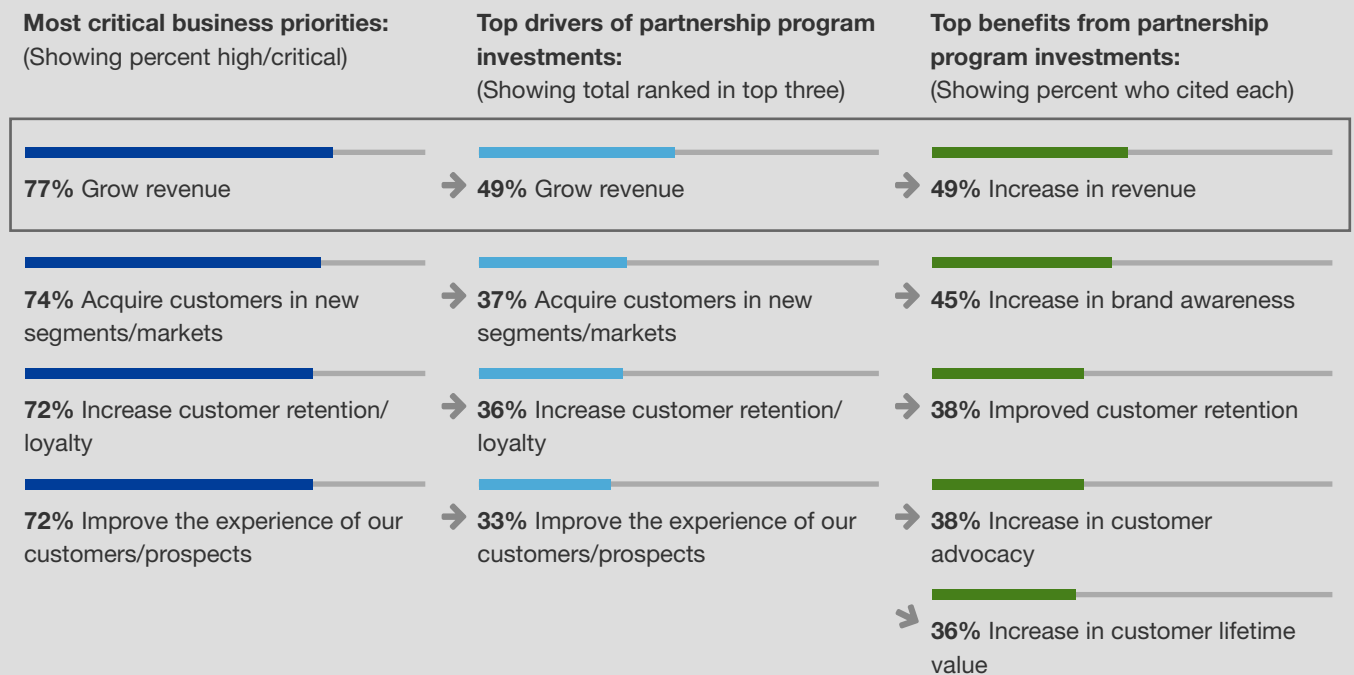 Most critical business priorities:
(Showing percent high/critical)
Top drivers of partnership program
investments:
(Showing total ranked in top three)
Top benefits from partnership
program investments:
(Showing percent who cited each)
77% Grow revenue
49% Grow revenue
49% Increase in revenue
74% Acquire customers in new
segments/markets
37% Acquire customers in new
segments/markets
45% Increase in brand awareness
72% Increase customer retention/
loyalty
36% Increase customer retention/
loyalty
38% Improved customer retention
72% Improve the experience of our
customers/prospects
33% Improve the experience of our
customers/prospects
38% Increase in customer
advocacy
36% Increase in customer lifetime
value